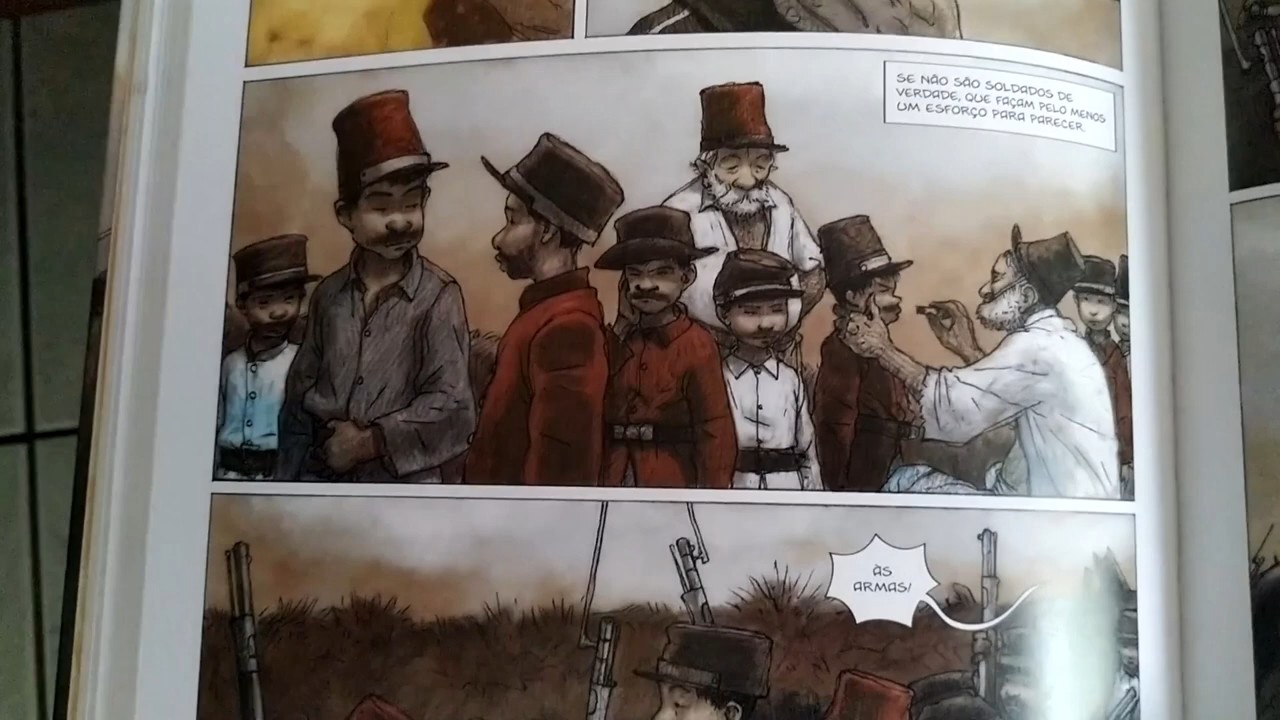 SE NÃO SÃO SOLDADOS DE
VERDADE, QUE FAÇAM PELO MENOS
UM ESFORÇO PARA PARECER.
ÀS
ARMAS!